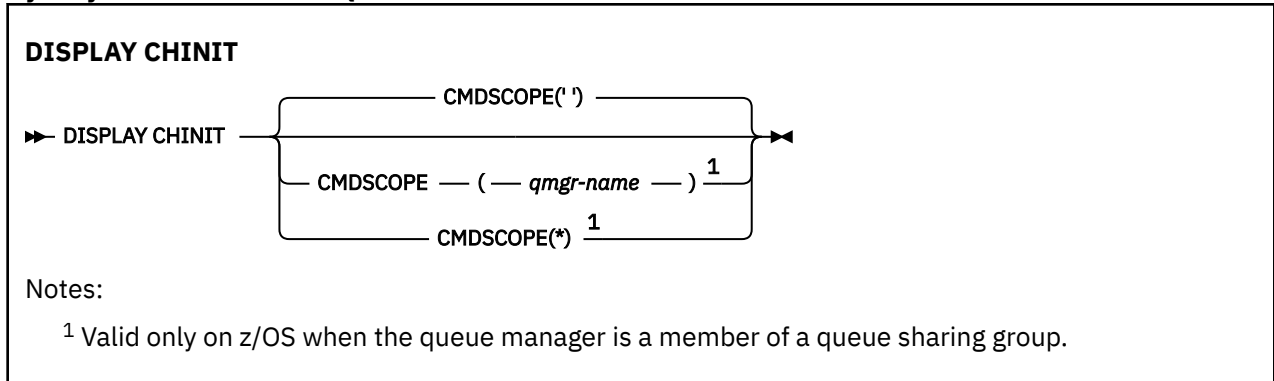 DISPLAY CHINIT
CMDSCOPE(' ')
DISPLAY CHINIT
CMDSCOPE — ( — qmgr-name — ) 1
CMDSCOPE(*) 1
Notes:
1 Valid only on z/OS when the queue manager is a member of a queue sharing group.